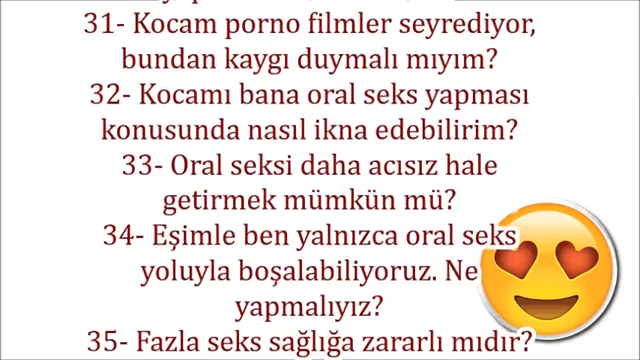 31- Kocam porno filmler seyrediyor,
bundan kaygı duymalı mıyım?
32- Kocamı bana oral seks yapması
konusunda nasıl ikna edebilirim?
33- Oral seksi daha acısız hale
getirmek mümkün mü?
34- Eşimle ben yalnızca oral seks
yoluyla boşalabiliyoruz. Ne
yapmalıyız?
35- Fazla seks sağlığa zararlı mıdır?